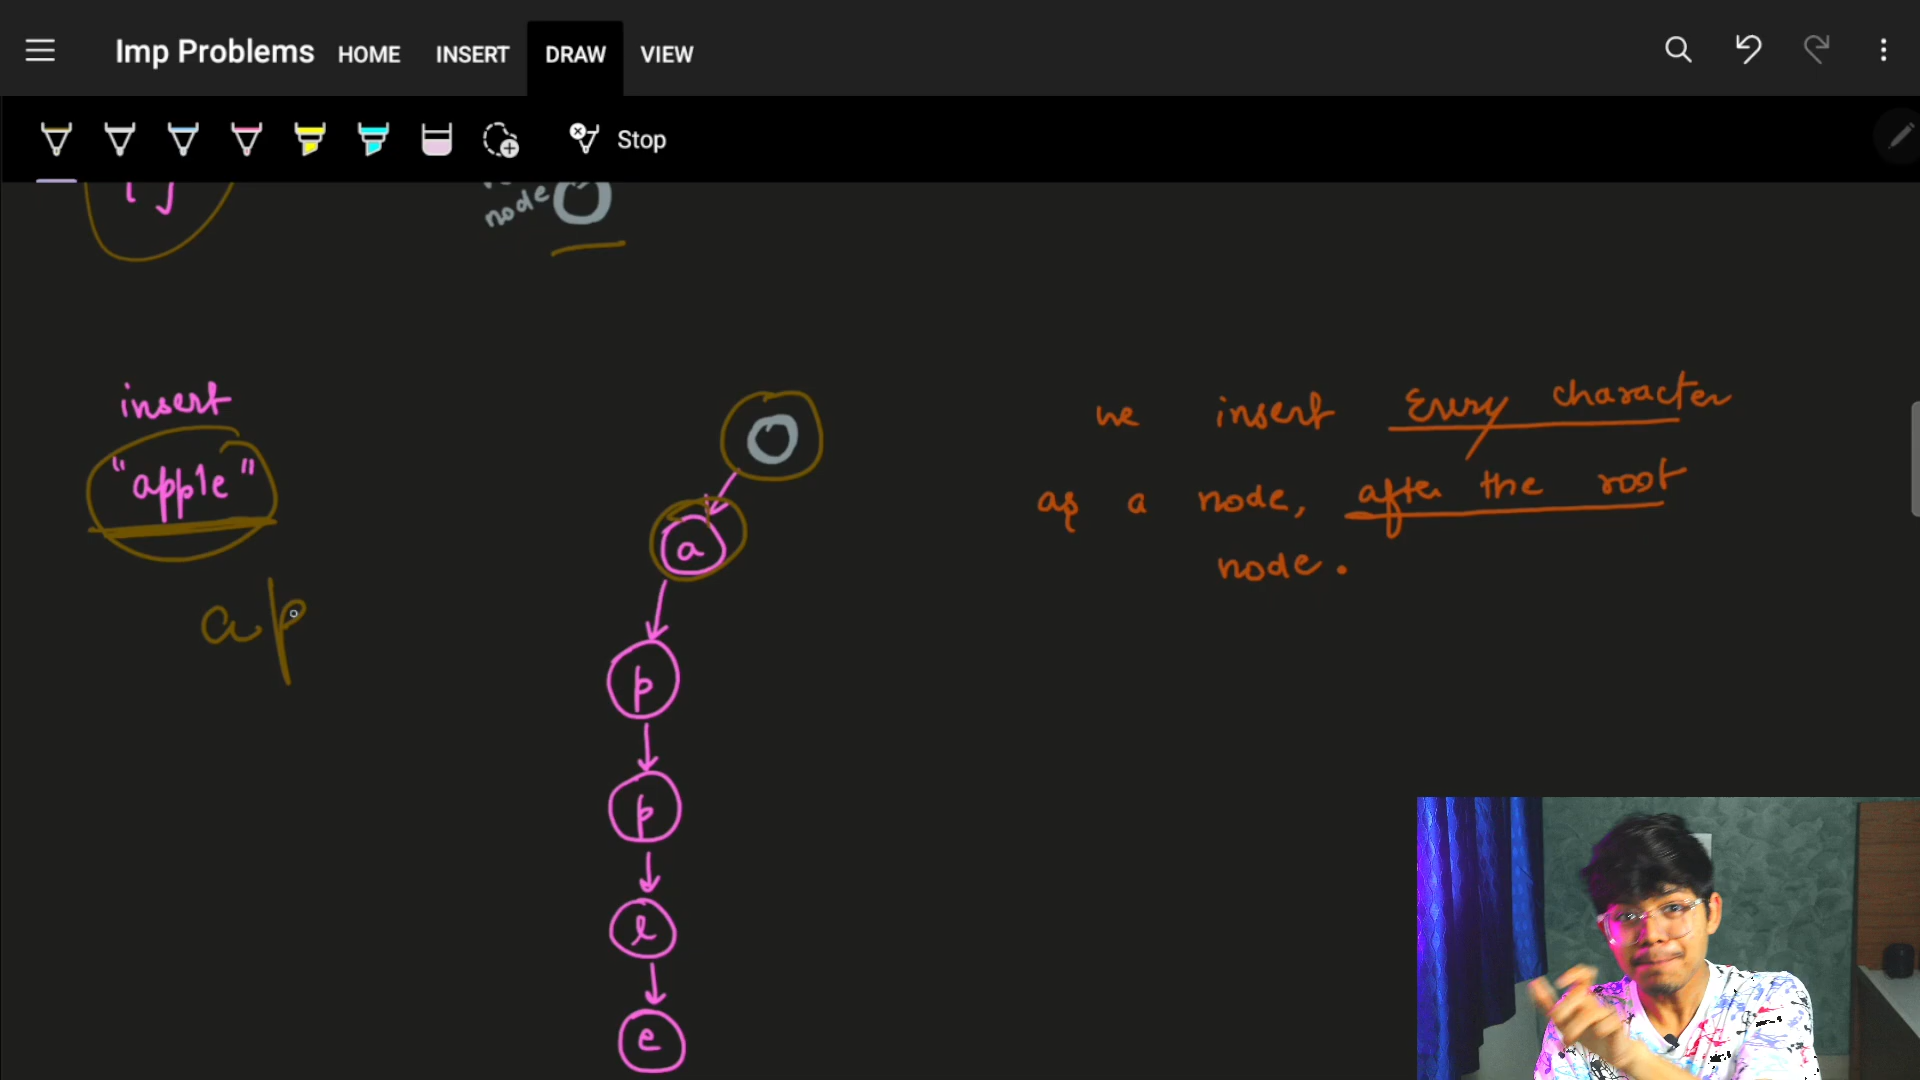 Imp Problems HOME INSERT DRAW VIEW
Stop
node
insert
"apple"
ap
a
p
p
l
e
we insert Every character
as a node, after the root
node.